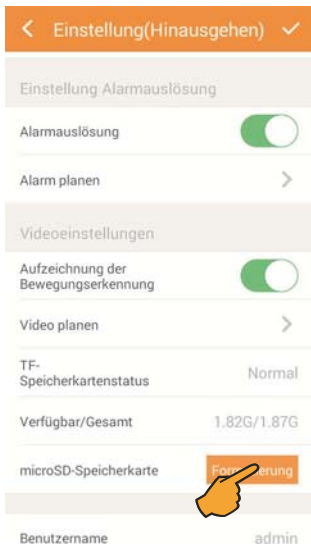 Einstellung(Hinausgehen)
Einstellung Alarmauslösung
Alarmauslösung
Alarm planen
Videoeinstellungen
Aufzeichnung der
Bewegungserkennung
Video planen
TF-
Speicherkartenstatus
Normal
Verfügbar/Gesamt
1.82G/1.87G
microSD-Speicherkarte
Formatierung
Benutzername
admin